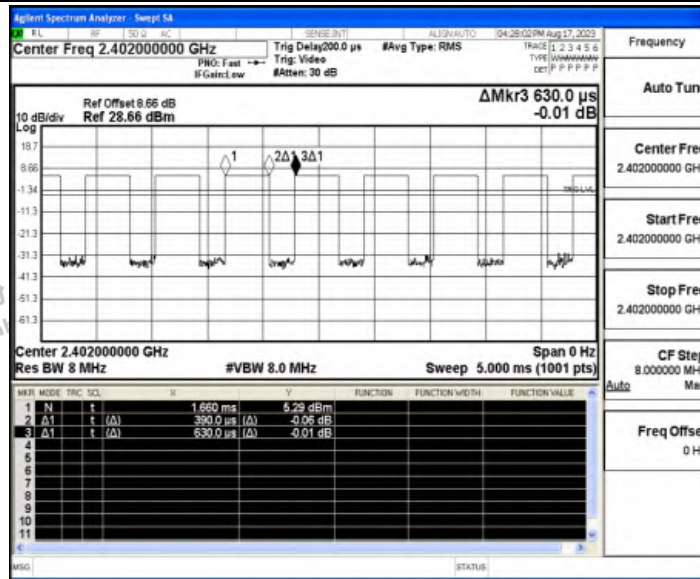 Agilent Spectrum Analyzer - Swept SA
RL RF 50 Ω AC SENSE:INT ALIGN AUTO 04:28:02 PM Aug 17, 2023
Center Freq 2.402000000 GHz
PNO: Fast
IFGain:Low
Trig Delay200.0 µs
Trig: Video
#Atten: 30 dB
#Avg Type: RMS
TRACE 1 2 3 4 5 6
TYPE
DET P P P P P P
Ref Offset 8.66 dB
10 dB/div Ref 28.66 dBm
Log
ΔMkr3 630.0 µs
-0.01 dB
18.7
8.66
-1.34
-11.3
-21.3
-31.3
-41.3
-51.3
-61.3
1
2Δ1
3Δ1
TRIG LVL
Center 2.402000000 GHz Span 0 Hz
Res BW 8 MHz #VBW 8.0 MHz Sweep 5.000 ms (1001 pts)
MKR MODE TRC SCL X Y FUNCTION FUNCTION WIDTH FUNCTION VALUE
1 N t 1.660 ms 5.29 dBm
2 Δ1 t (Δ) 390.0 µs (Δ) -0.06 dB
3 Δ1 t (Δ) 630.0 µs (Δ) -0.01 dB
4
5
6
7
8
9
10
11
MSG STATUS
Frequency
Auto Tun
Center Fre
2.402000000 GH
Start Fre
2.402000000 GH
Stop Fre
2.402000000 GH
CF Ste
8.000000 MH
Auto Ma
Freq Offse
0 H